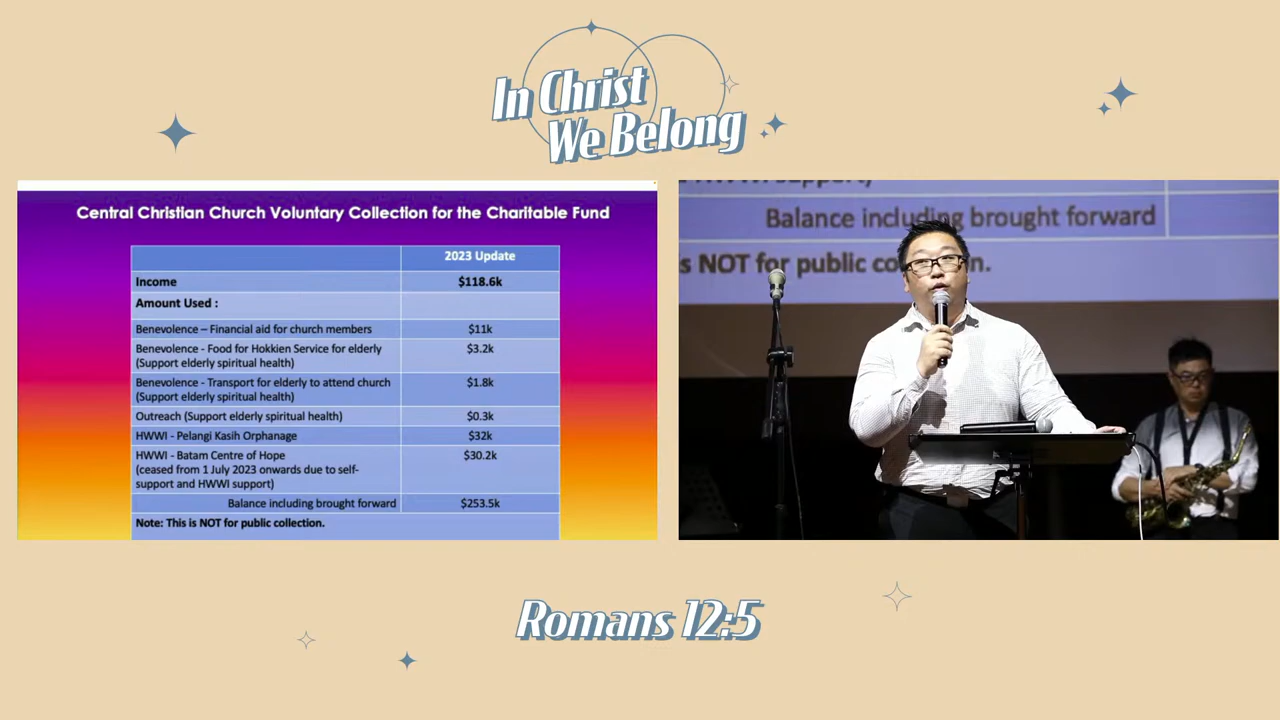 In Christ
We Belong
Central Christian Church Voluntary Collection for the Charitable Fund
2023 Update
Income $118.6k
Amount Used :
Benevolence – Financial aid for church members $11k
Benevolence - Food for Hokkien Service for elderly $3.2k
(Support elderly spiritual health)
Benevolence - Transport for elderly to attend church $1.8k
(Support elderly spiritual health)
Outreach (Support elderly spiritual health) $0.3k
HWWI - Pelangi Kasih Orphanage $32k
HWWI - Batam Centre of Hope $30.2k
(ceased from 1 July 2023 onwards due to self-
support and HWWI support)
Balance including brought forward $253.5k
Note: This is NOT for public collection.
HWWI support)
Balance including brought forward
s NOT for public co n.
Romans 12:5